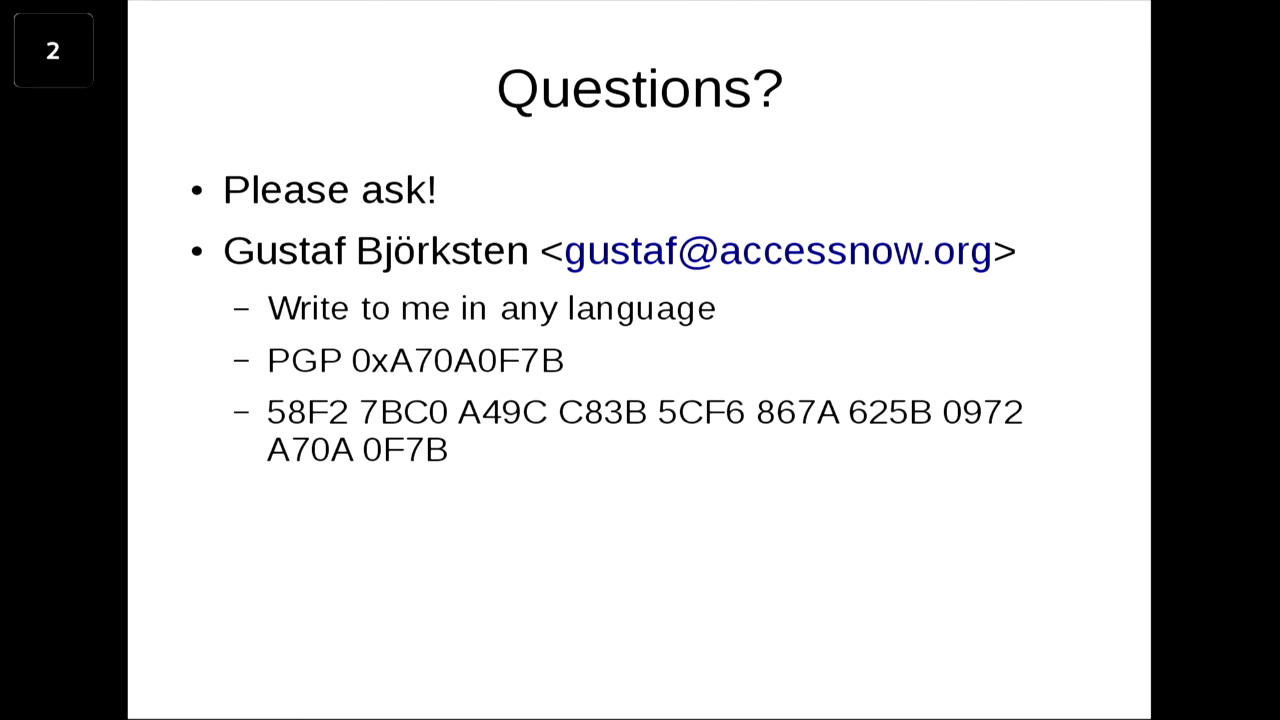 2
Questions?
• Please ask!
• Gustaf Björksten <gustaf@accessnow.org>
– Write to me in any language
– PGP 0xA70A0F7B
– 58F2 7BC0 A49C C83B 5CF6 867A 625B 0972
A70A 0F7B